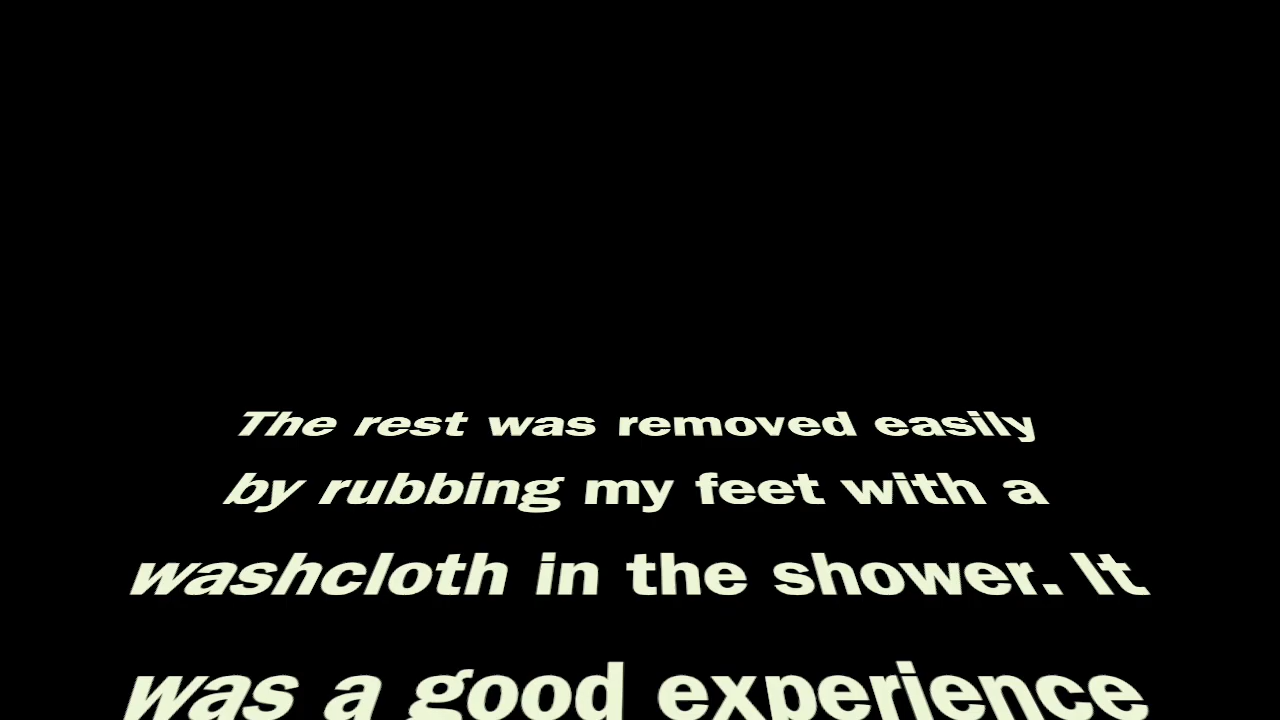 The rest was removed easily
by rubbing my feet with a
washcloth in the shower. It
was a good experience